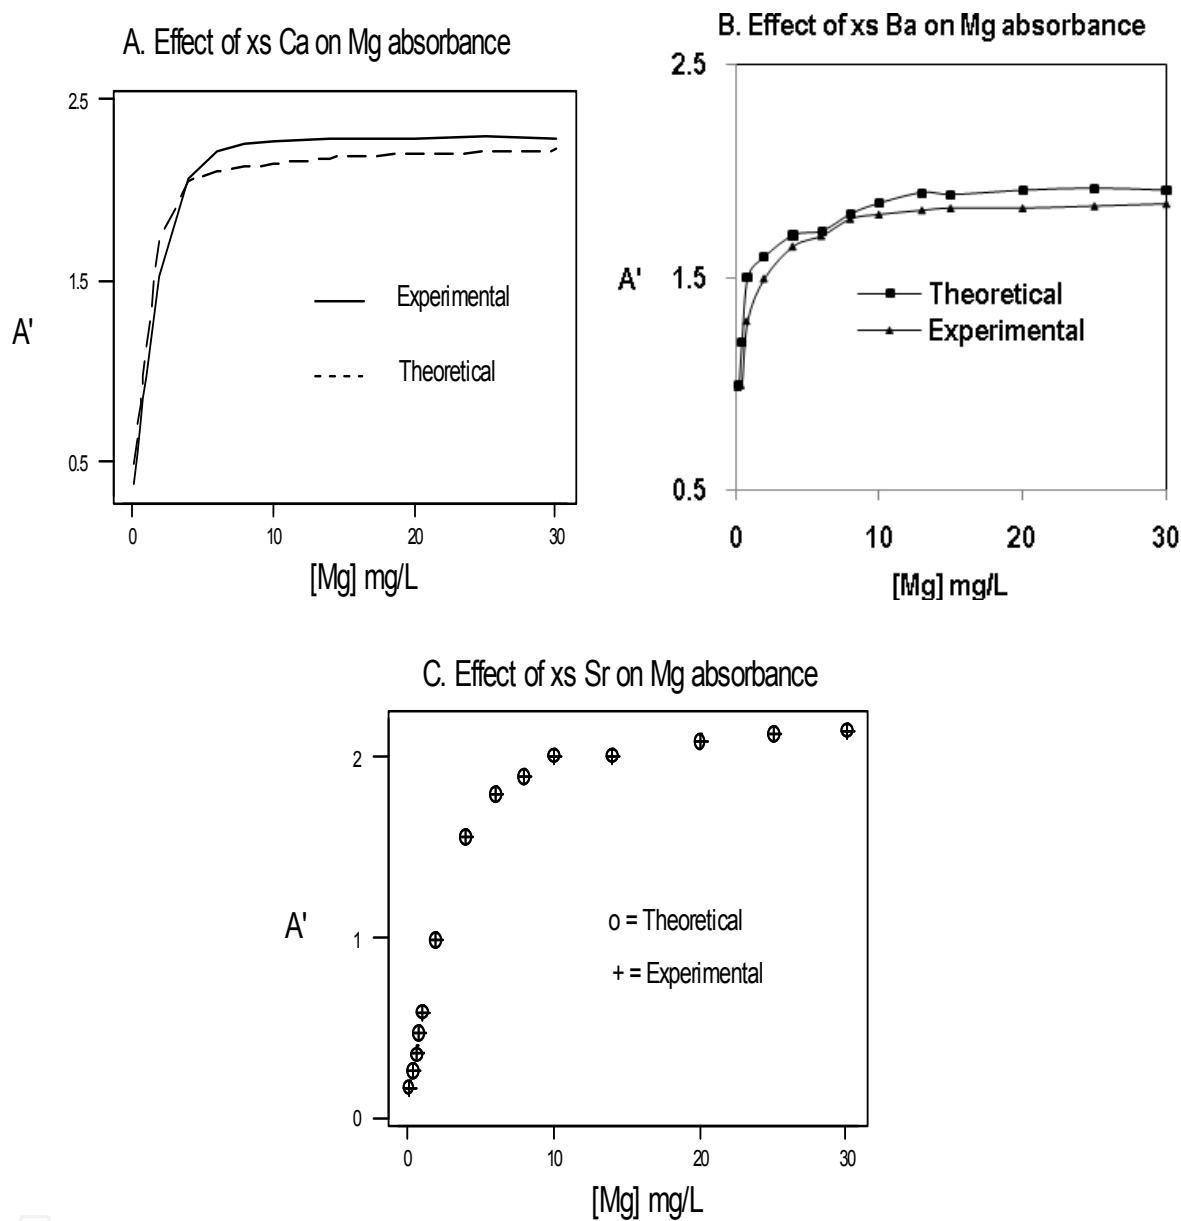 A. Effect of xs Ca on Mg absorbance
2.5
1.5
0.5
A'
Experimental
Theoretical
0 10 20 30
[Mg] mg/L
B. Effect of xs Ba on Mg absorbance
2.5
1.5
0.5
A'
Theoretical
Experimental
0 10 20 30
[Mg] mg/L
C. Effect of xs Sr on Mg absorbance
2
1
0
A'
o = Theoretical
+ = Experimental
0 10 20 30
[Mg] mg/L